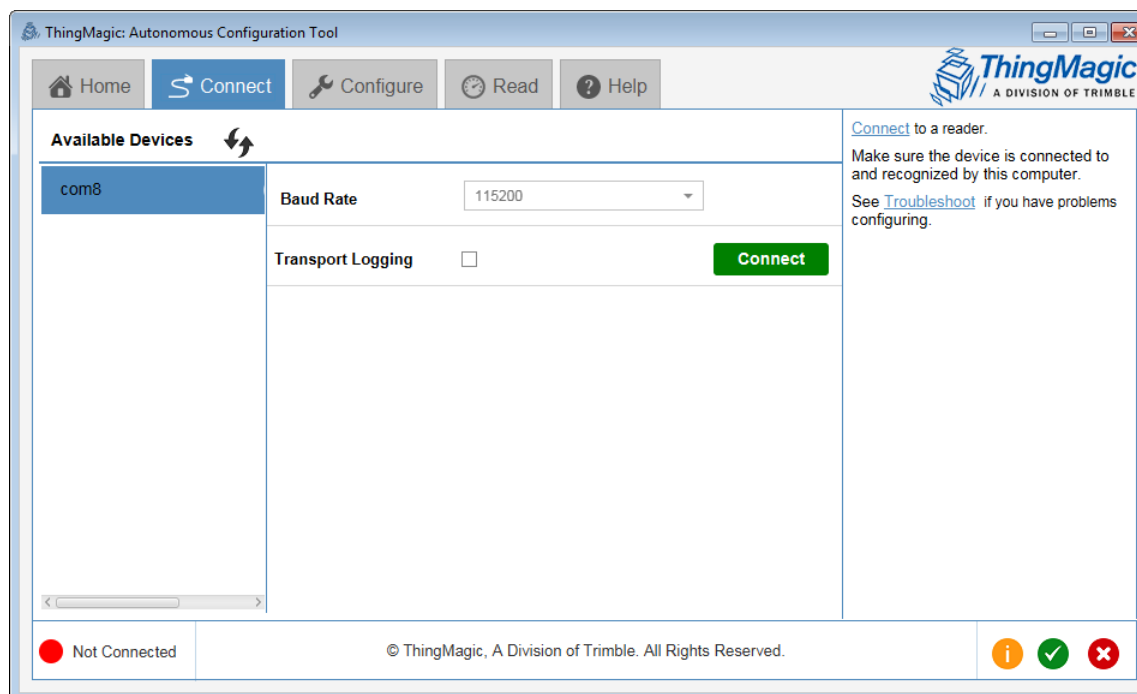 ThingMagic: Autonomous Configuration Tool
Home
Connect
Configure
Read
Help
ThingMagic
A DIVISION OF TRIMBLE
Available Devices
com8
Baud Rate
115200
Transport Logging
Connect
Connect to a reader.
Make sure the device is connected to
and recognized by this computer.
See Troubleshoot if you have problems
configuring.
Not Connected
© ThingMagic, A Division of Trimble. All Rights Reserved.